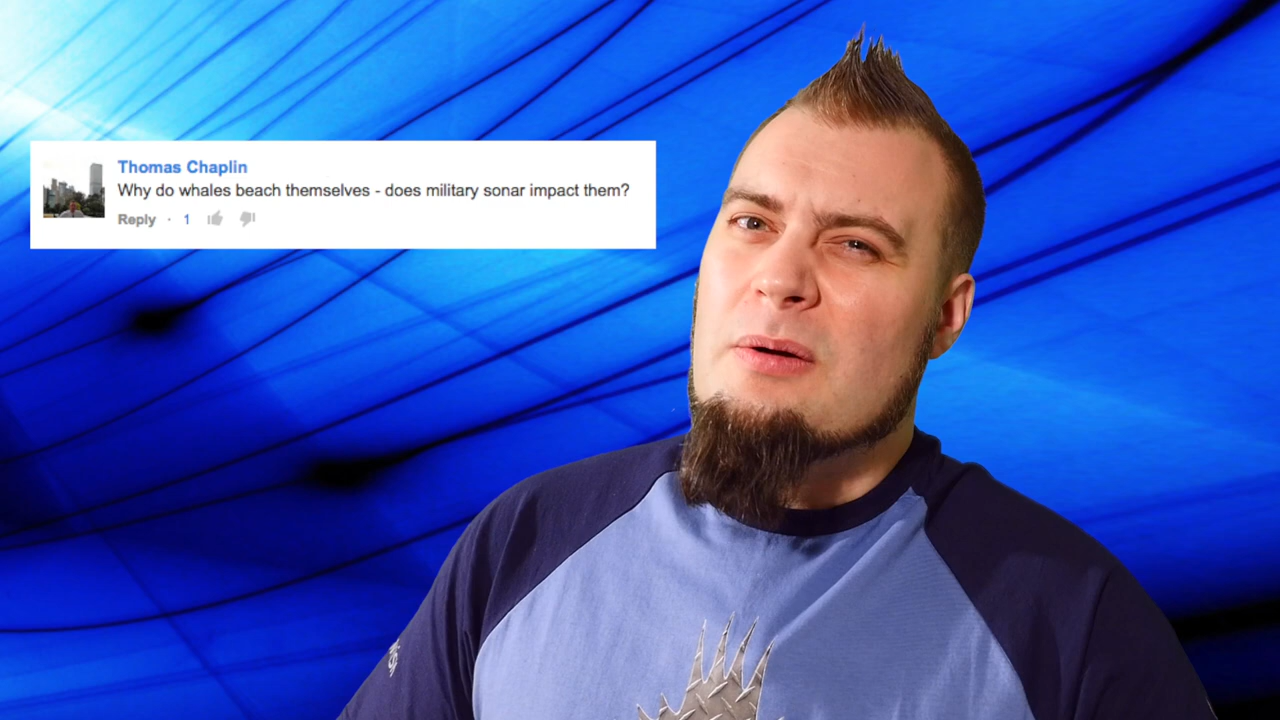 Thomas Chaplin
Why do whales beach themselves - does military sonar impact them?
Reply · 1